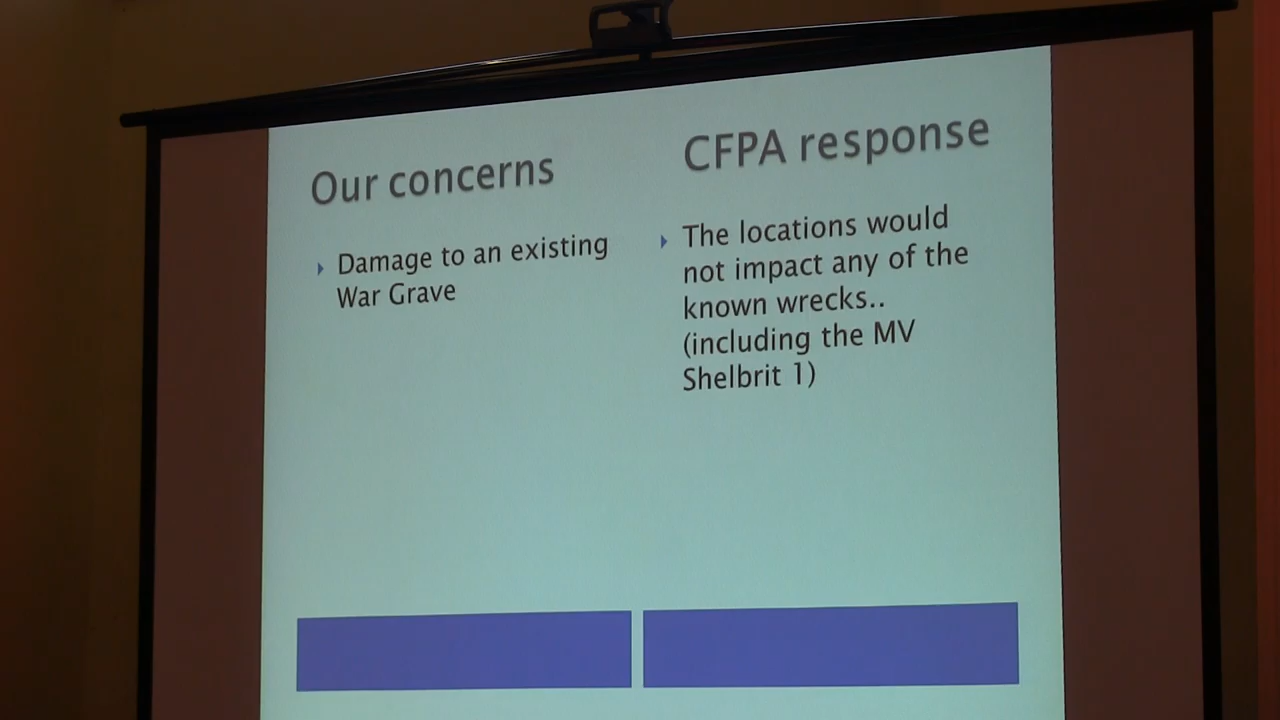 Our concerns
Damage to an existing
War Grave
CFPA response
The locations would
not impact any of the
known wrecks..
(including the MV
Shelbrit 1)